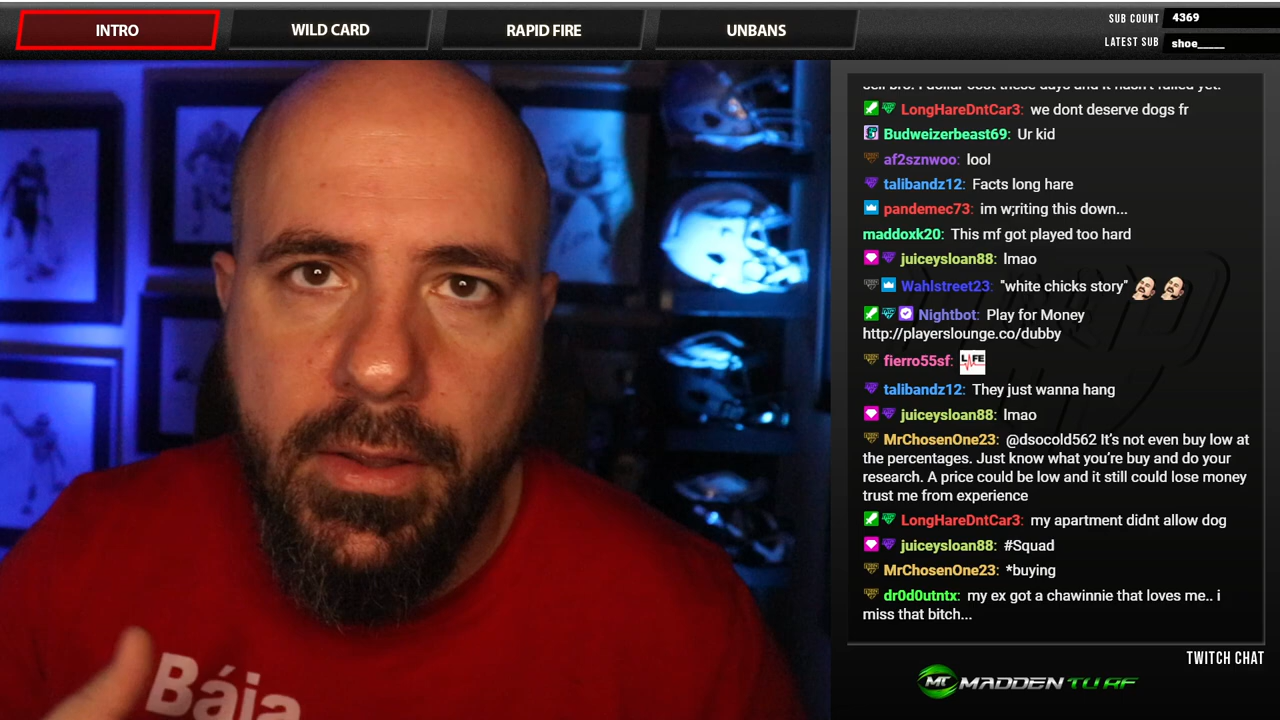 INTRO
WILD CARD
RAPID FIRE
UNBANS
SUB COUNT 4369
LATEST SUB shoe_____
LongHareDntCar3: we dont deserve dogs fr
Budweizerbeast69: Ur kid
af2sznwoo: lool
talibandz12: Facts long hare
pandemec73: im w;riting this down...
maddoxk20: This mf got played too hard
juiceysloan88: lmao
Wahlstreet23: "white chicks story"
Nightbot: Play for Money
http://playerslounge.co/dubby
fierro55sf: LIFE
talibandz12: They just wanna hang
juiceysloan88: lmao
MrChosenOne23: @dsocold562 It's not even buy low at
the percentages. Just know what you're buy and do your
research. A price could be low and it still could lose money
trust me from experience
LongHareDntCar3: my apartment didnt allow dog
juiceysloan88: #Squad
MrChosenOne23: *buying
dr0d0utntx: my ex got a chawinnie that loves me.. i
miss that bitch...
TWITCH CHAT
MADDEN TURF
Bája